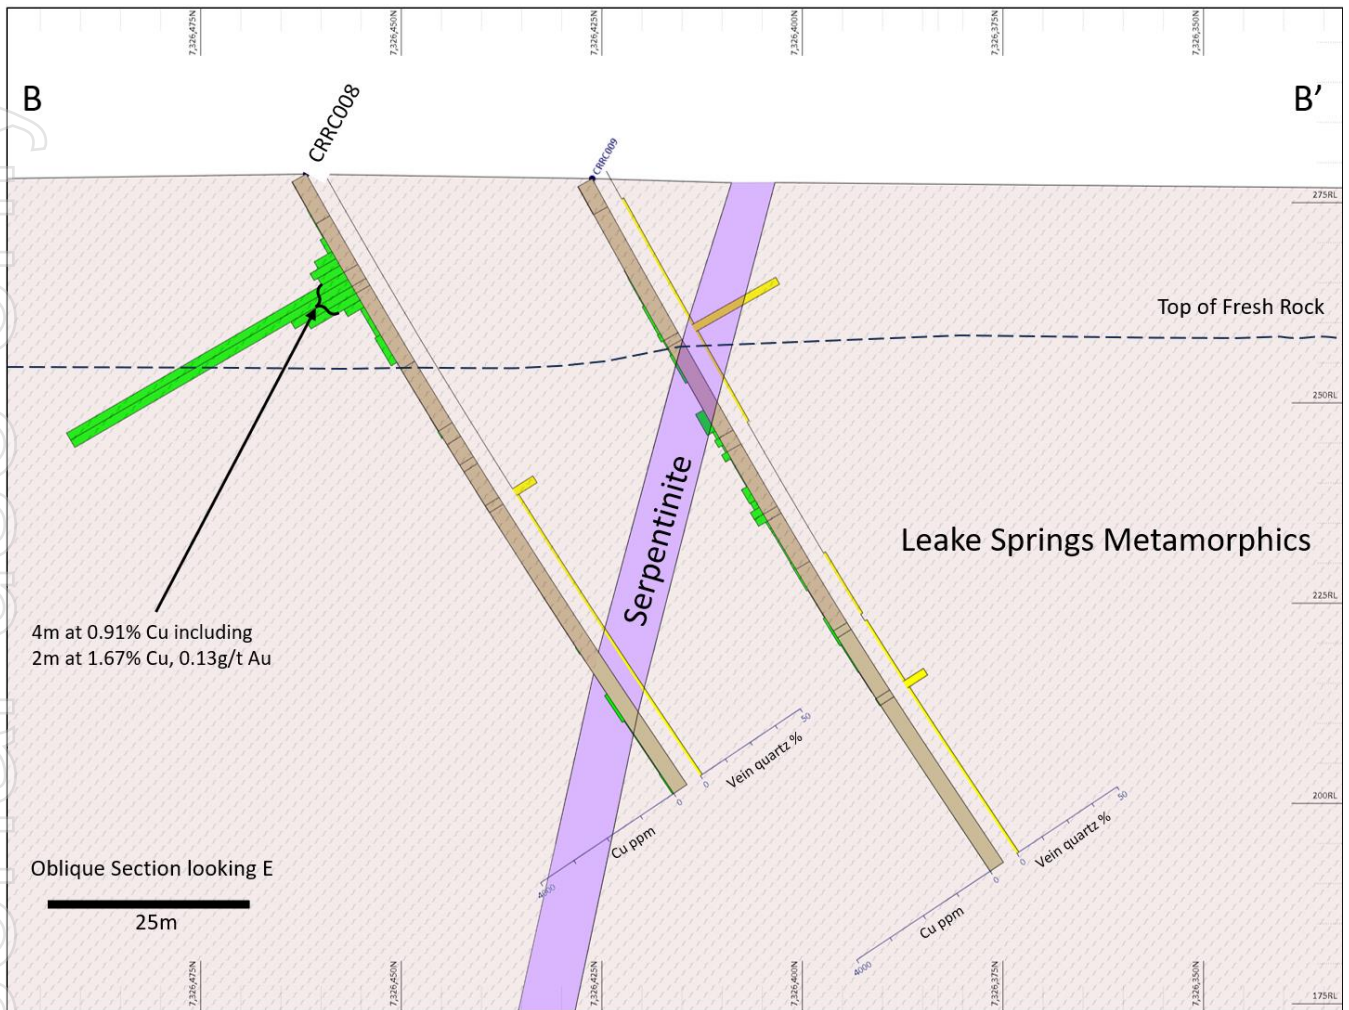 7,326,475N
7,326,450N
7,326,425N
7,326,400N
7,326,375N
7,326,350N
B
B’
CRRC008
CRRC009
275RL
Top of Fresh Rock
250RL
Serpentinite
Leake Springs Metamorphics
225RL
4m at 0.91% Cu including
2m at 1.67% Cu, 0.13g/t Au
50
Vein quartz %
0
0
Cu ppm
4000
200RL
50
Vein quartz %
0
0
Cu ppm
4000
Oblique Section looking E
25m
7,326,475N
7,326,450N
7,326,425N
7,326,400N
7,326,375N
7,326,350N
175RL